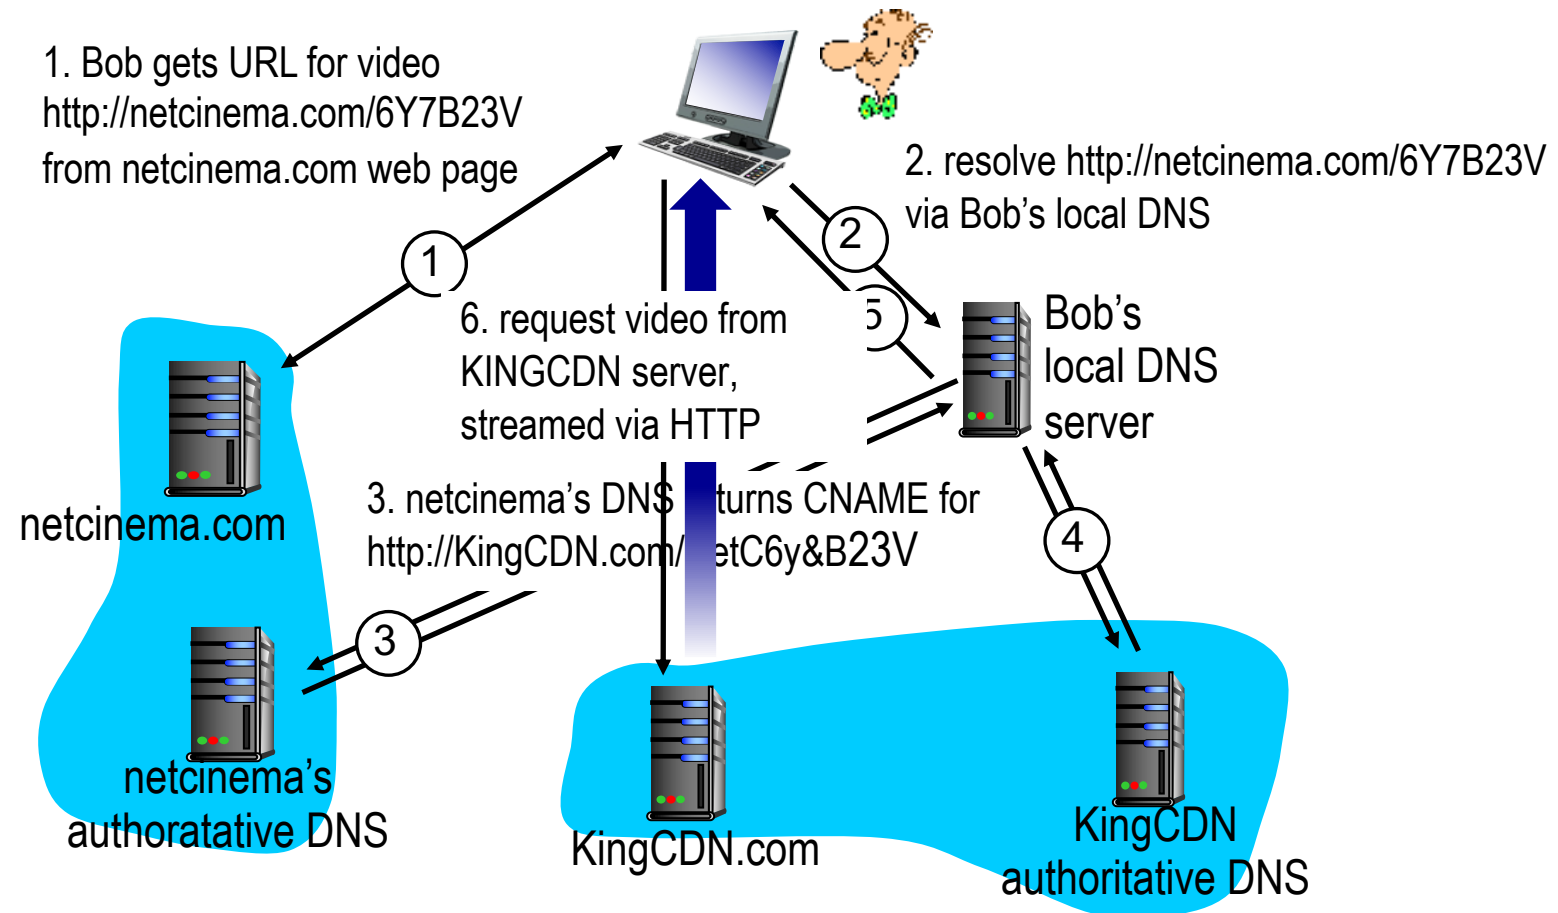 1. Bob gets URL for video
http://netcinema.com/6Y7B23V
from netcinema.com web page
2. resolve http://netcinema.com/6Y7B23V
via Bob's local DNS
1
2
5
6. request video from
KINGCDN server,
streamed via HTTP
Bob's
local DNS
server
netcinema.com
3. netcinema's DNS turns CNAME for
http://KingCDN.com/ etC6y&B23V
4
3
netcinema's
authoratative DNS
KingCDN.com
KingCDN
authoritative DNS